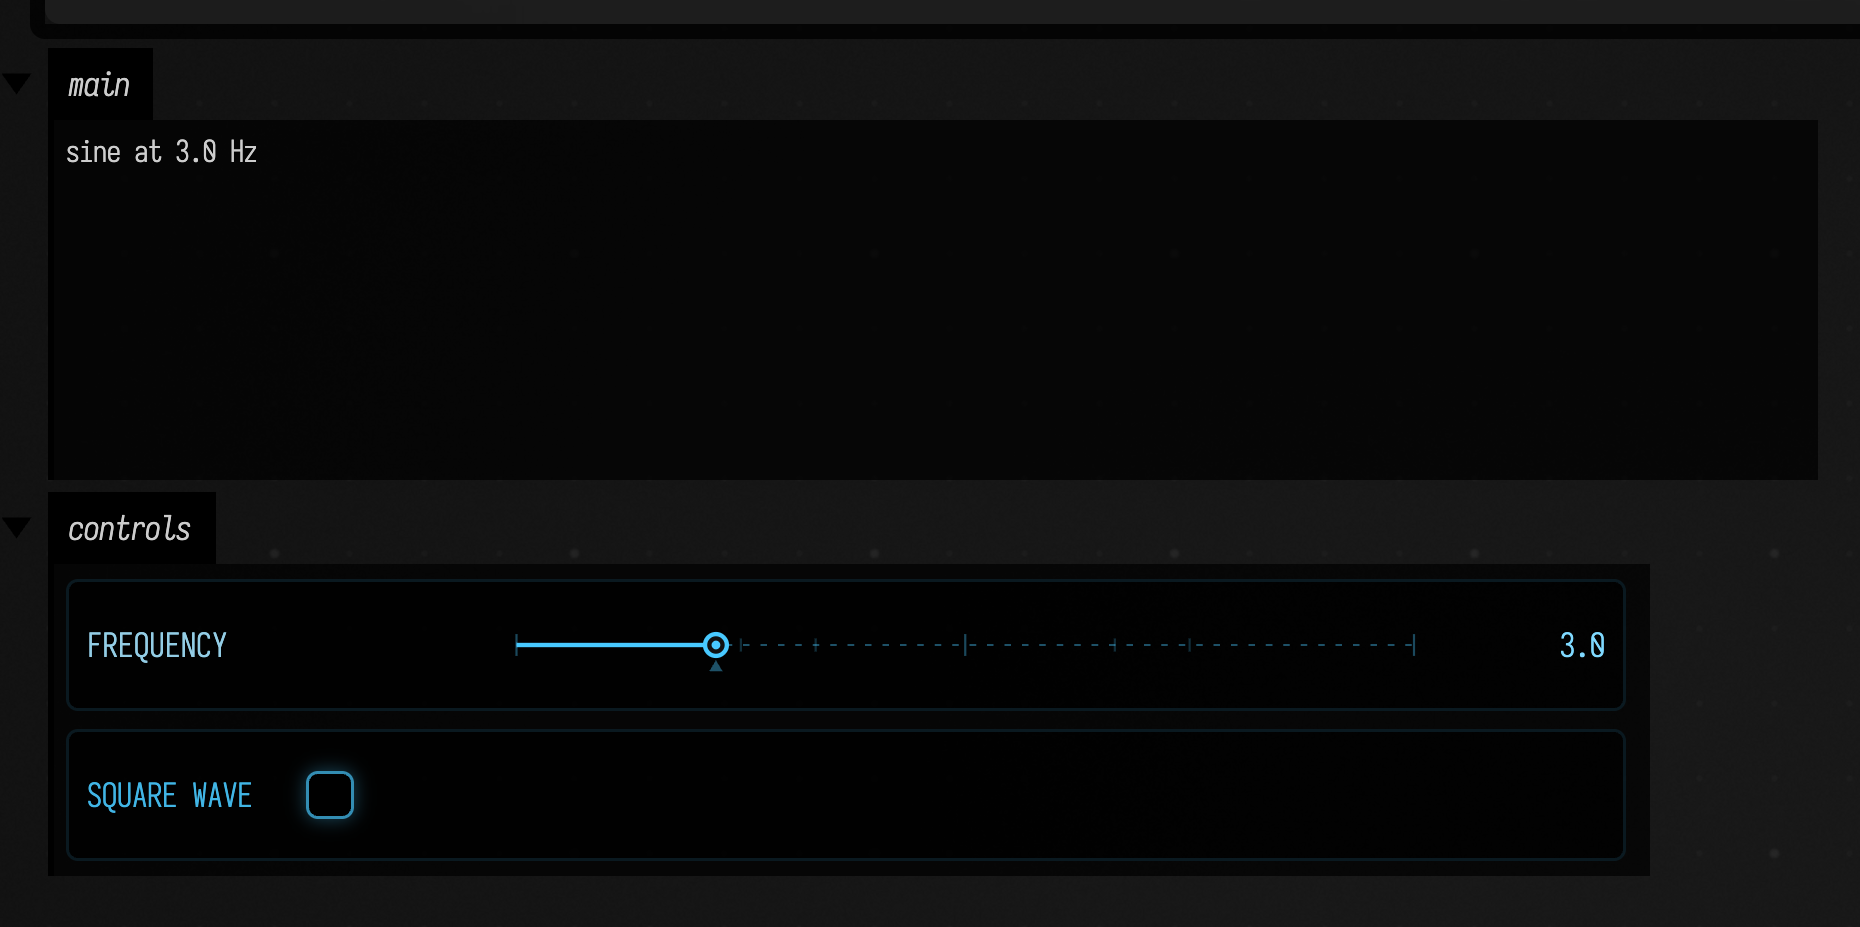 main
sine at 3.0 Hz
controls
FREQUENCY 3.0
SQUARE WAVE